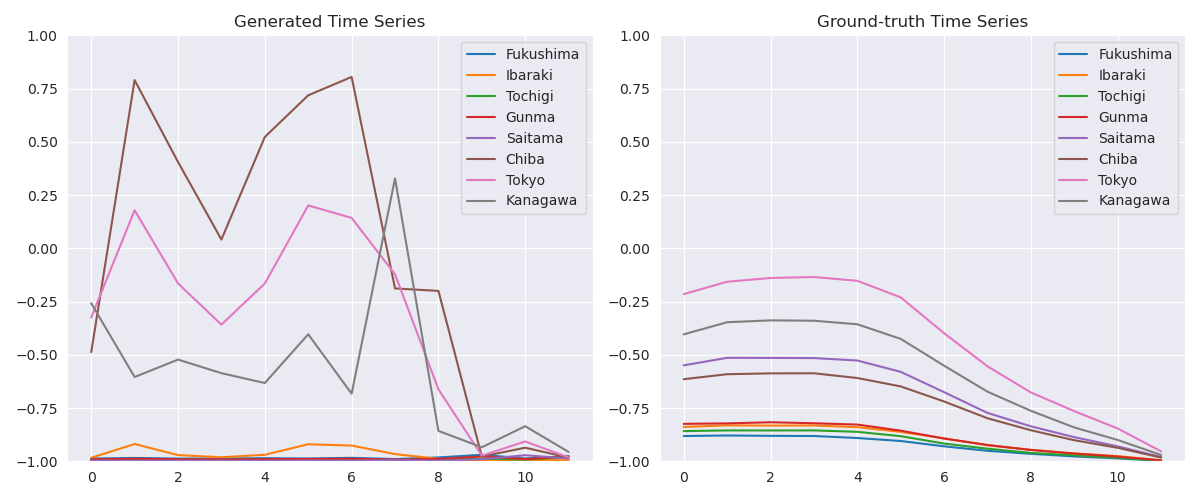 Generated Time Series
1.00
0.75
0.50
0.25
0.00
−0.25
−0.50
−0.75
−1.00
0
2
4
6
8
10
Fukushima
Ibaraki
Tochigi
Gunma
Saitama
Chiba
Tokyo
Kanagawa
Ground-truth Time Series
1.00
0.75
0.50
0.25
0.00
−0.25
−0.50
−0.75
−1.00
0
2
4
6
8
10
Fukushima
Ibaraki
Tochigi
Gunma
Saitama
Chiba
Tokyo
Kanagawa